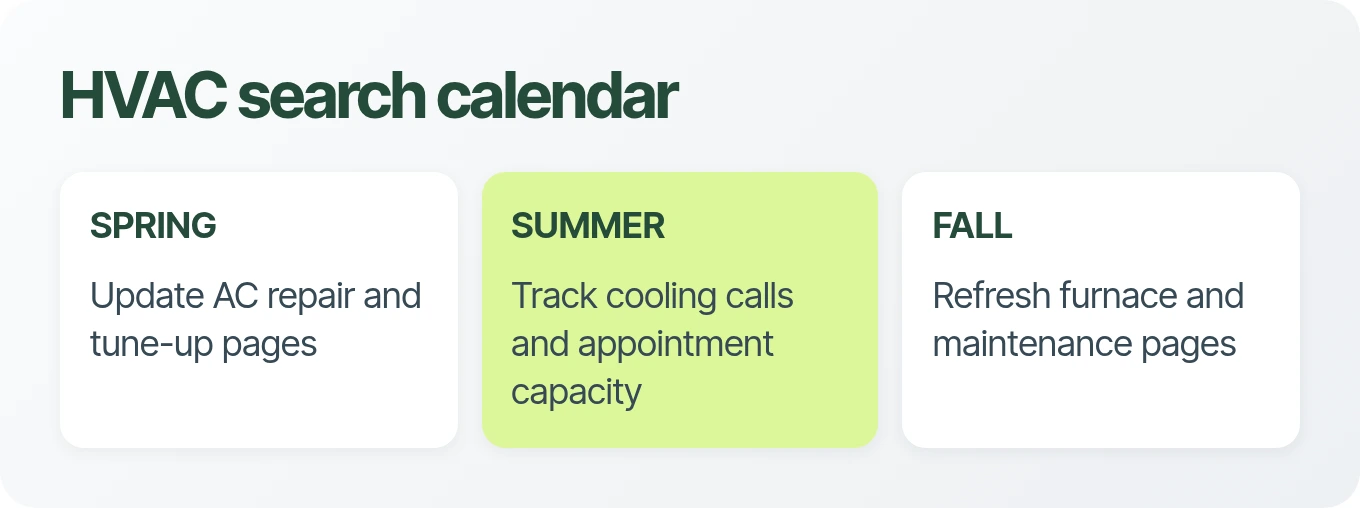 HVAC search calendar
SPRING
Update AC repair and
tune-up pages
SUMMER
Track cooling calls
and appointment
capacity
FALL
Refresh furnace and
maintenance pages